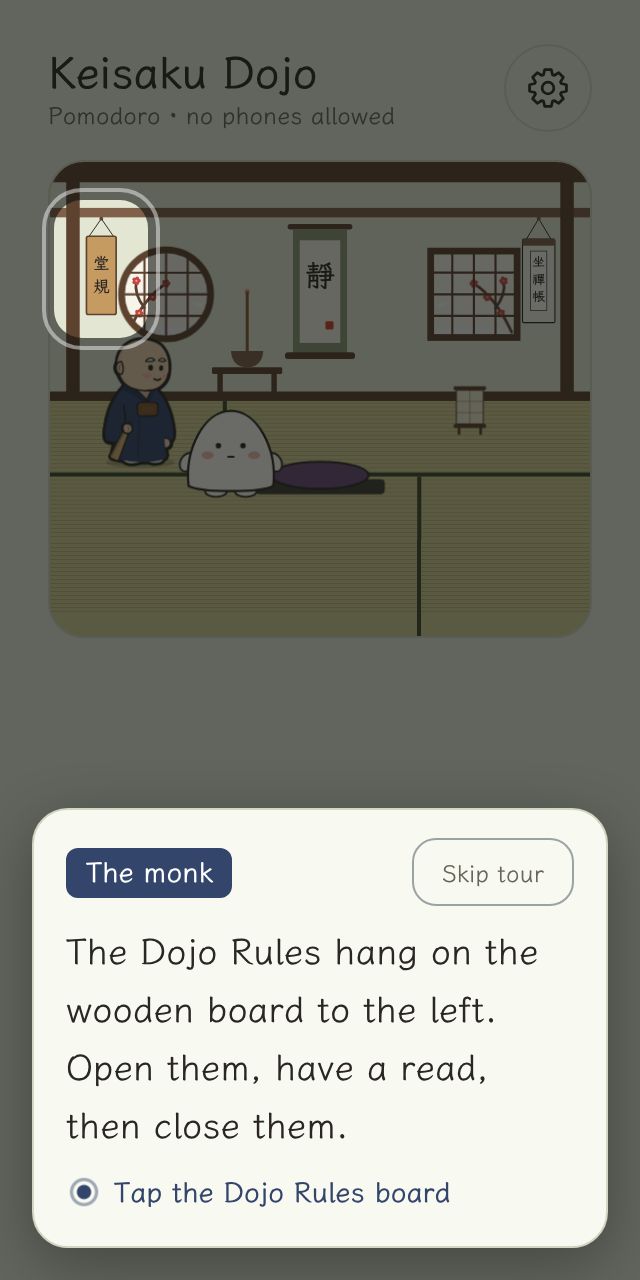 Keisaku Dojo
Pomodoro • no phones allowed
堂規
靜
坐禪帳
The monk
Skip tour
The Dojo Rules hang on the
wooden board to the left.
Open them, have a read,
then close them.
Tap the Dojo Rules board